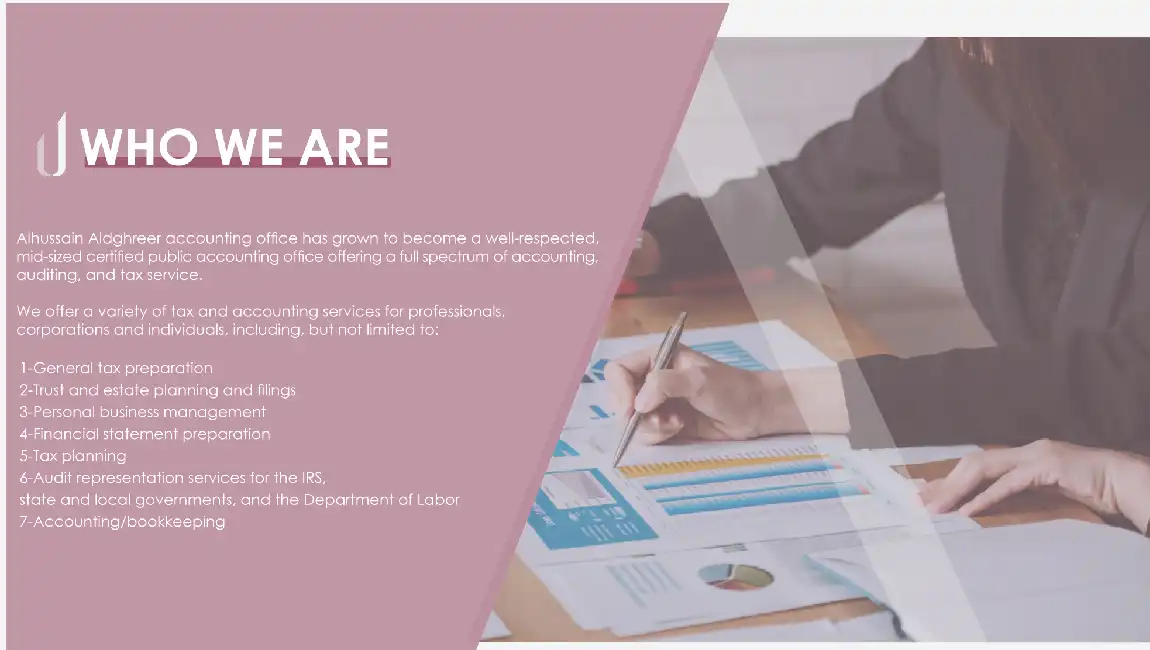 WHO WE ARE
Alhussain Aldghreer accounting office has grown to become a well-respected,
mid-sized certified public accounting office offering a full spectrum of accounting,
auditing, and tax service.
We offer a variety of tax and accounting services for professionals,
corporations and individuals, including, but not limited to:
1-General tax preparation
2-Trust and estate planning and filings
3-Personal business management
4-Financial statement preparation
5-Tax planning
6-Audit representation services for the IRS,
state and local governments, and the Department of Labor
7-Accounting/bookkeeping